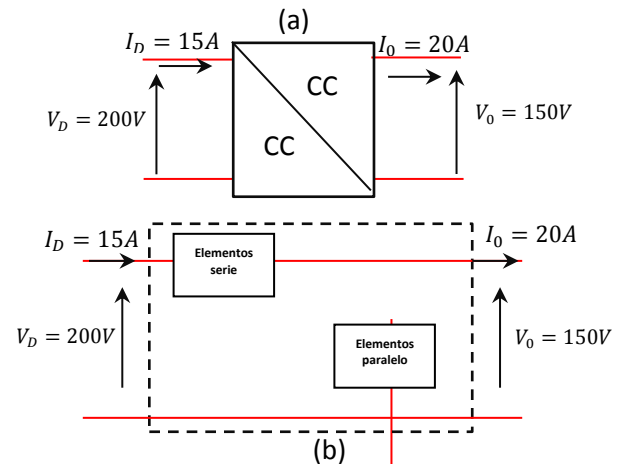 (a)
I_D = 15A
I_0 = 20A
CC
V_D = 200V
V_0 = 150V
CC
I_D = 15A
I_0 = 20A
Elementos
serie
V_D = 200V
V_0 = 150V
Elementos
paralelo
(b)